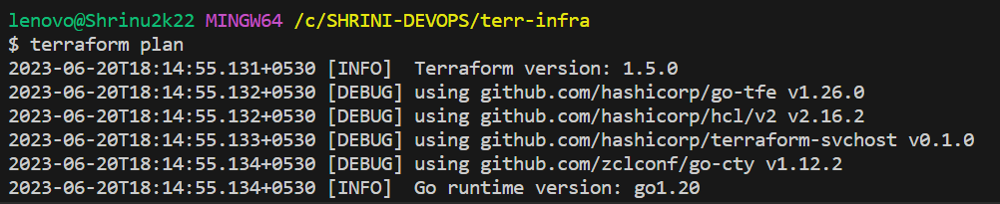 lenovo@Shrinu2k22 MINGW64 /c/SHRINI-DEVOPS/terr-infra
$ terraform plan
2023-06-20T18:14:55.131+0530 [INFO]  Terraform version: 1.5.0
2023-06-20T18:14:55.132+0530 [DEBUG] using github.com/hashicorp/go-tfe v1.26.0
2023-06-20T18:14:55.132+0530 [DEBUG] using github.com/hashicorp/hcl/v2 v2.16.2
2023-06-20T18:14:55.133+0530 [DEBUG] using github.com/hashicorp/terraform-svchost v0.1.0
2023-06-20T18:14:55.134+0530 [DEBUG] using github.com/zclconf/go-cty v1.12.2
2023-06-20T18:14:55.134+0530 [INFO]  Go runtime version: go1.20